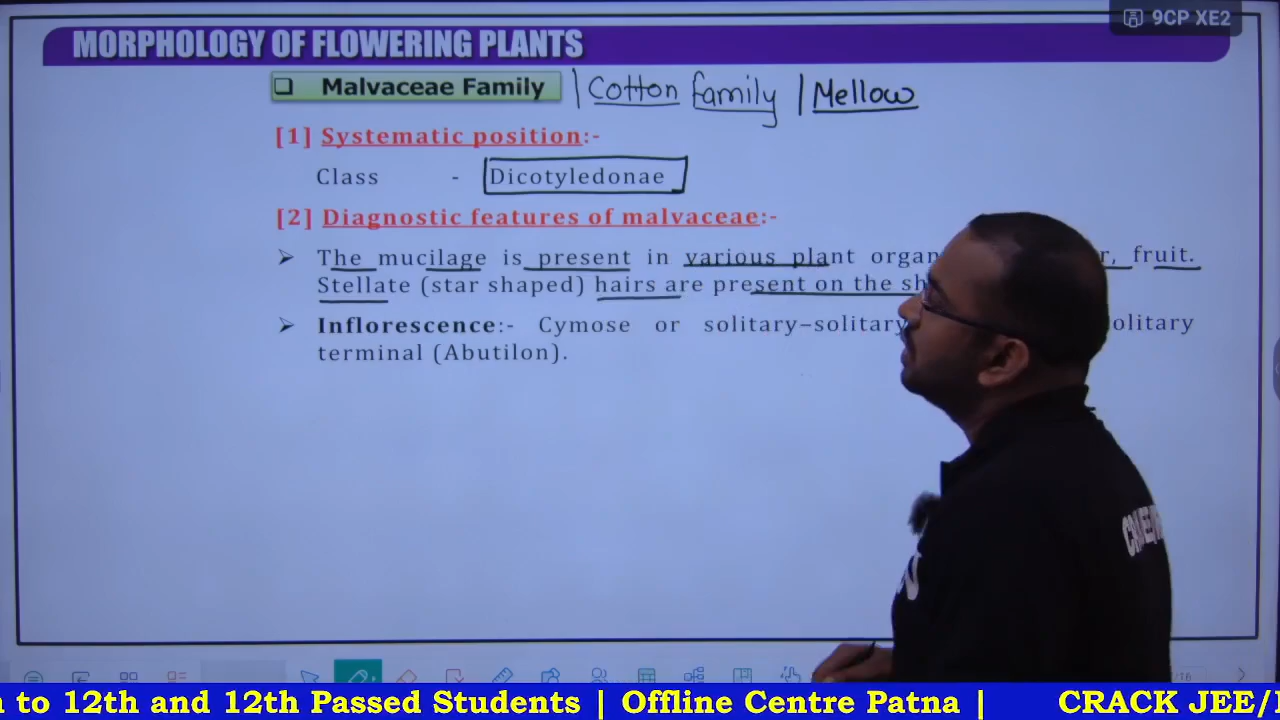 9CP XE2
MORPHOLOGY OF FLOWERING PLANTS
Malvaceae Family | Cotton family | Mellow
[1] Systematic position:-
Class - Dicotyledonae
[2] Diagnostic features of malvaceae:-
The mucilage is present in various plant organ fruit.
Stellate (star shaped) hairs are present on the
Inflorescence:- Cymose or solitary–solitary solitary
terminal (Abutilon).
to 12th and 12th Passed Students | Offline Centre Patna | CRACK JEE/